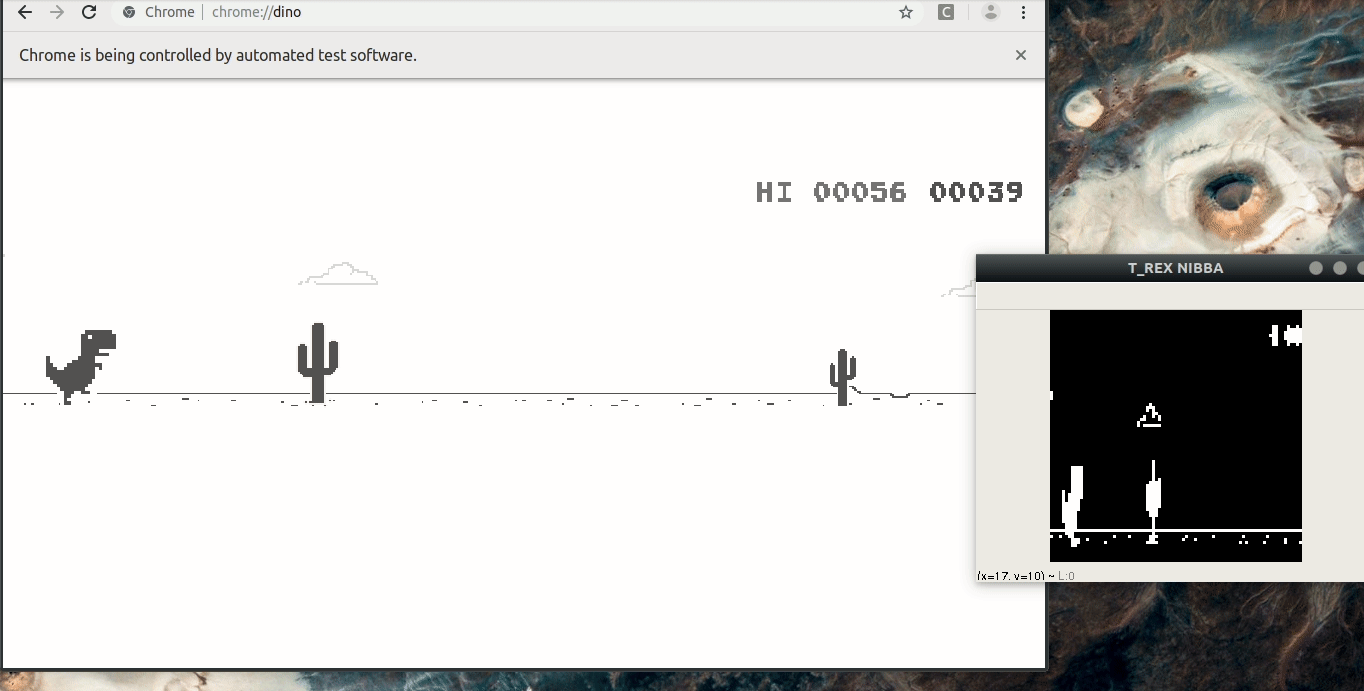 Chrome chrome://dino
C
Chrome is being controlled by automated test software.
HI 00056 00039
T_REX NIBBA
(x=17, y=10) ~ L:0